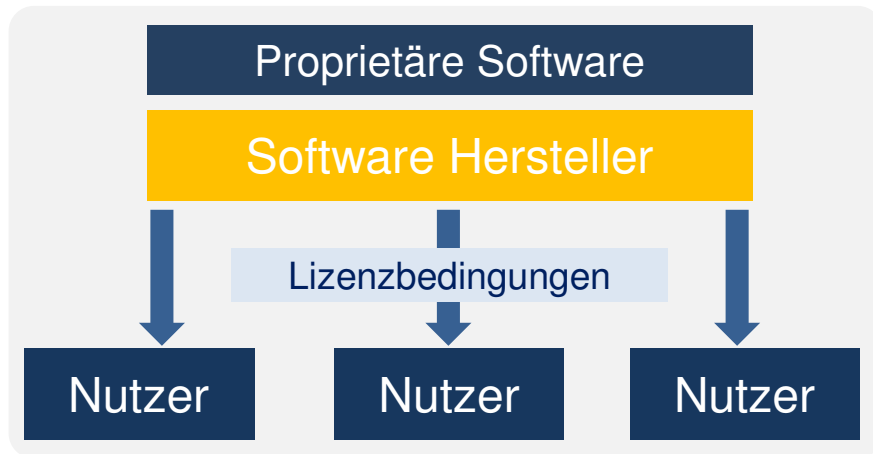 Proprietäre Software
Software Hersteller
Lizenzbedingungen
Nutzer Nutzer Nutzer